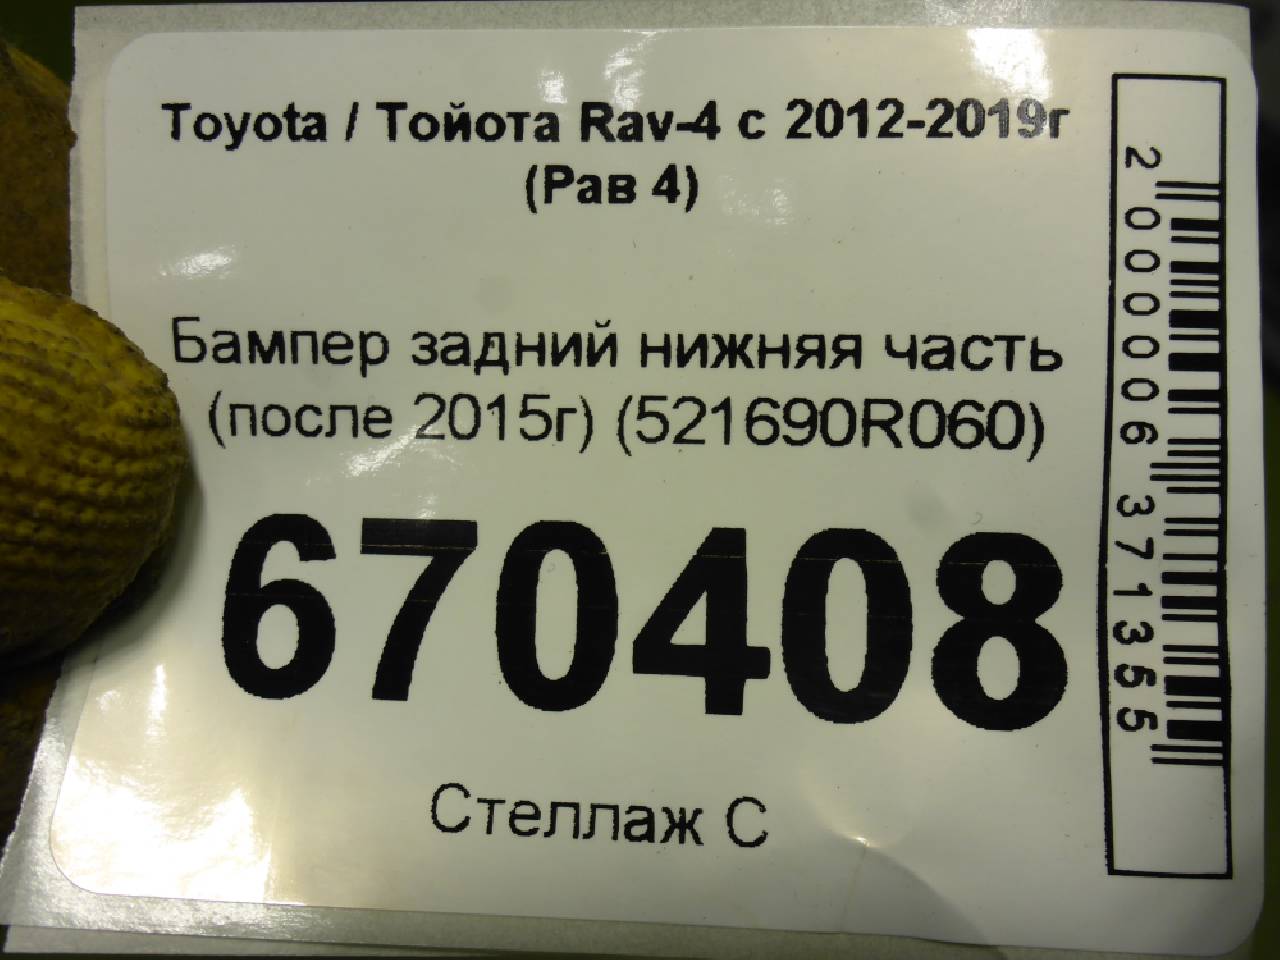 Toyota / Тойота Rav-4 с 2012-2019г
(Рав 4)
Бампер задний нижняя часть
(после 2015г) (521690R060)
670408
Стеллаж С
2000006371355